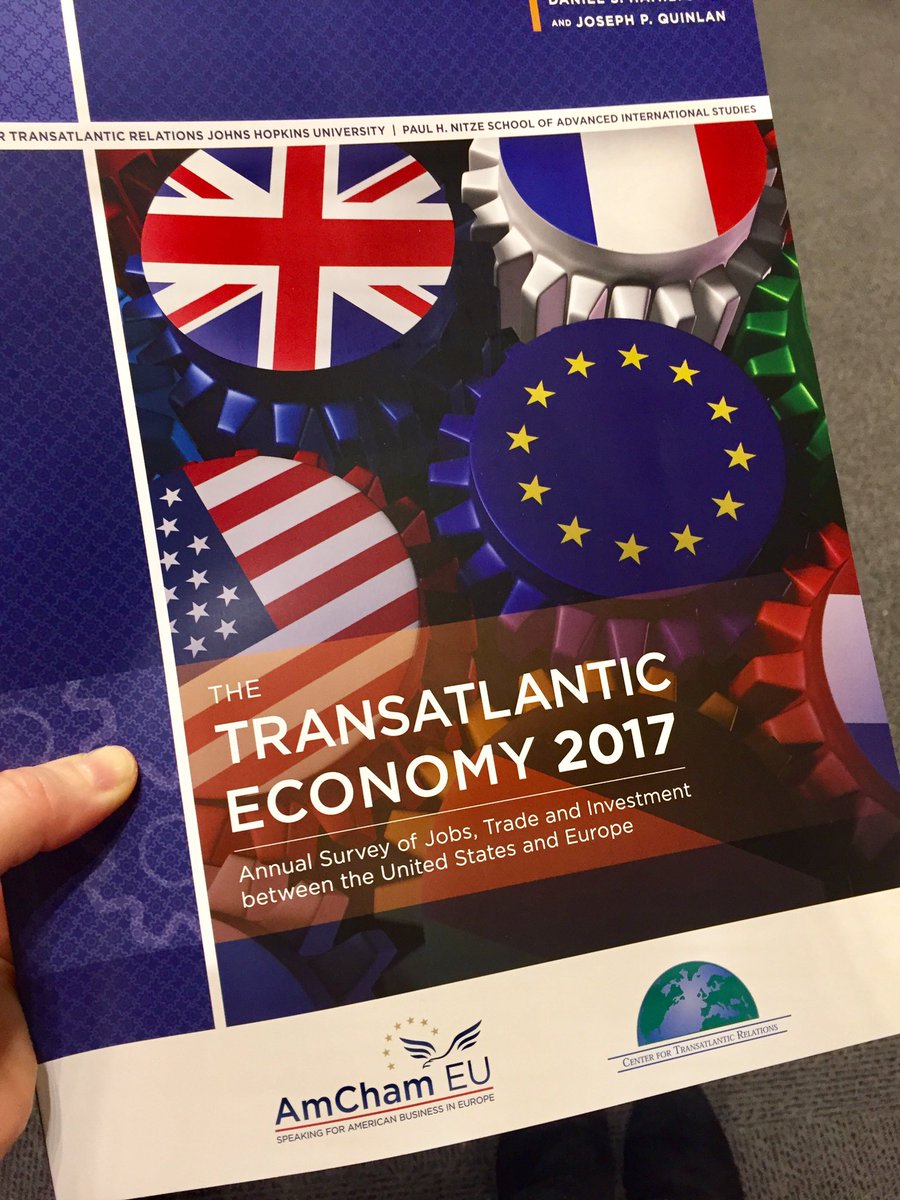 AND JOSEPH P. QUINLAN
TRANSATLANTIC RELATIONS JOHNS HOPKINS UNIVERSITY | PAUL H. NITZE SCHOOL OF ADVANCED INTERNATIONAL STUDIES
THE
TRANSATLANTIC
ECONOMY 2017
Annual Survey of Jobs, Trade and Investment
between the United States and Europe
AmCham EU
SPEAKING FOR AMERICAN BUSINESS IN EUROPE
CENTER FOR TRANSATLANTIC RELATIONS